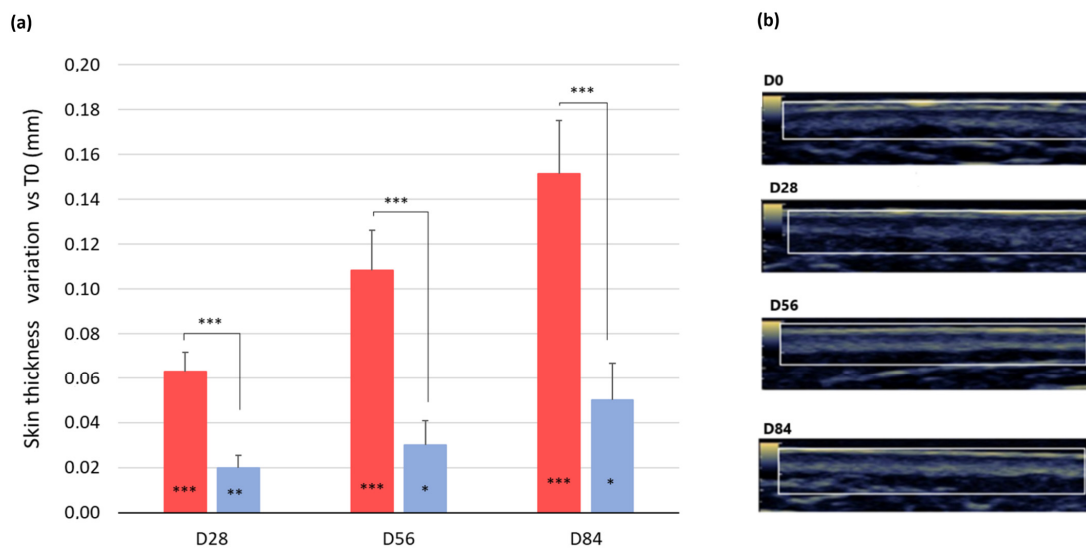 (a)
Skin thickness variation vs T0 (mm)
0.20
0.18
0.16
0.14
0.12
0.10
0.08
0.06
0.04
0.02
0.00
***
***
***
***
**
***
*
***
*
D28
D56
D84
(b)
D0
D28
D56
D84